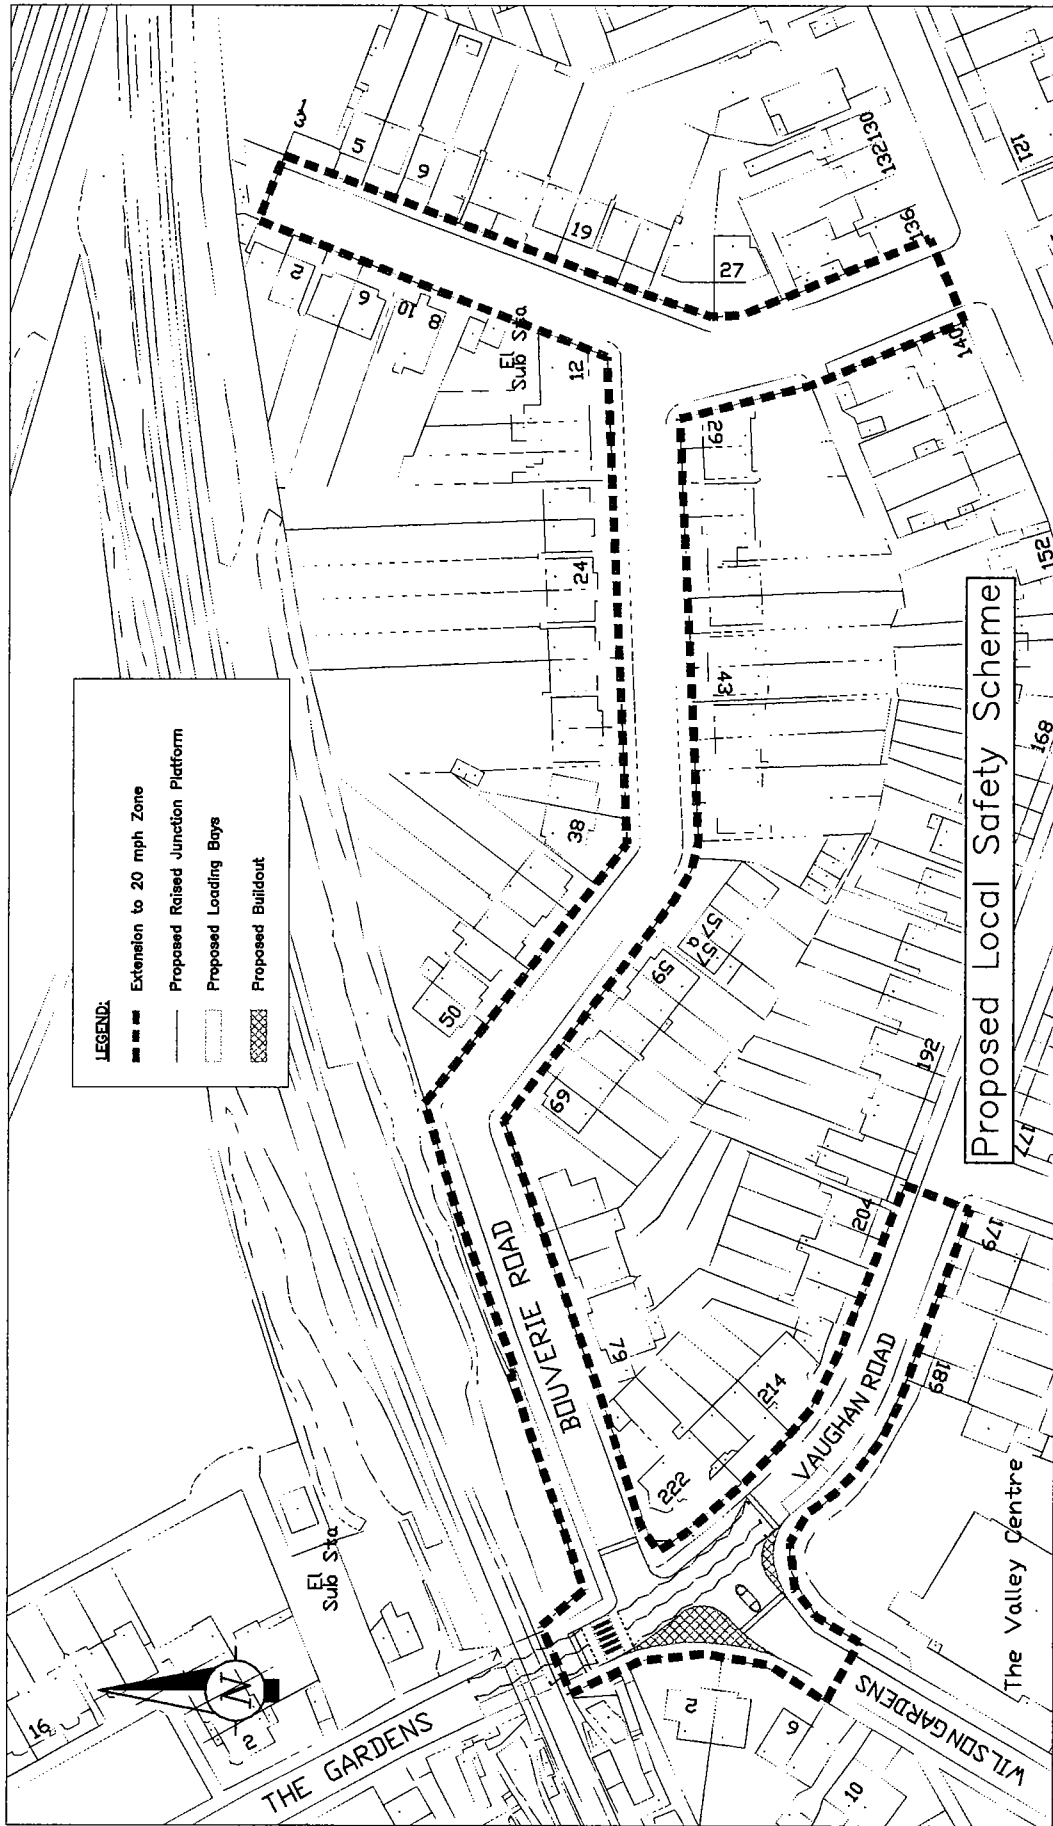 LEGEND:
Extension to 20 mph Zone
Proposed Raised Junction Platform
Proposed Loading Bays
Proposed Buildout
16
2
THE GARDENS
El
Sub Sta
N
BOUVERIE ROAD
50
38
24
12
El
Sub Sta
2
6
10
8
1
3
5
9
19
27
132
130
136
140
121
62
43
57a
57
59
69
79
222
214
204
192
152
168
177
179
189
VAUGHAN ROAD
The Valley Centre
WILSON GARDENS
2
6
10
Proposed Local Safety Scheme